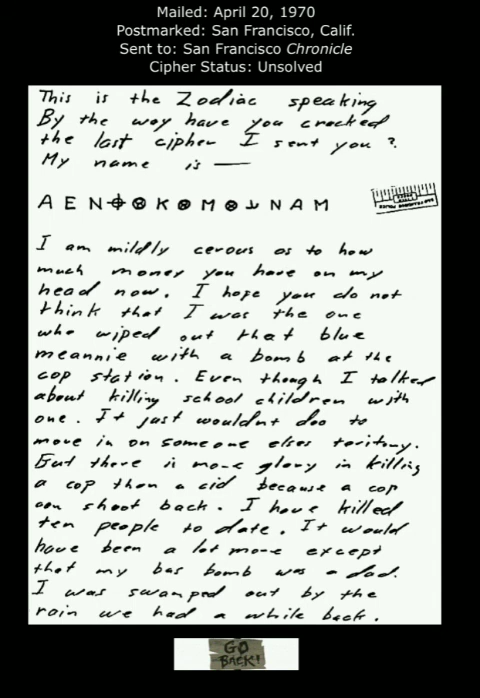 Mailed: April 20, 1970
Postmarked: San Francisco, Calif.
Sent to: San Francisco Chronicle
Cipher Status: Unsolved
This is the Zodiac speaking
By the way have you cracked
the last cipher I sent you ?
My name is —
A E N ⌖ ⊗ K ⊗ M ⊗ N A M
I am mildly cerous as to how
much money you have on my
head now. I hope you do not
think that I was the one
who wiped out that blue
meannie with a bomb at the
cop station. Even though I talked
about killing school children with
one. It just wouldnt doo to
move in on someone elses teritory.
But there is more glory in killing
a cop than a cid because a cop
can shoot back. I have killed
ten people to date. It would
have been a lot more except
that my bus bomb was a dud.
I was swamped out by the
rain we had a while back.
GO
BACK!